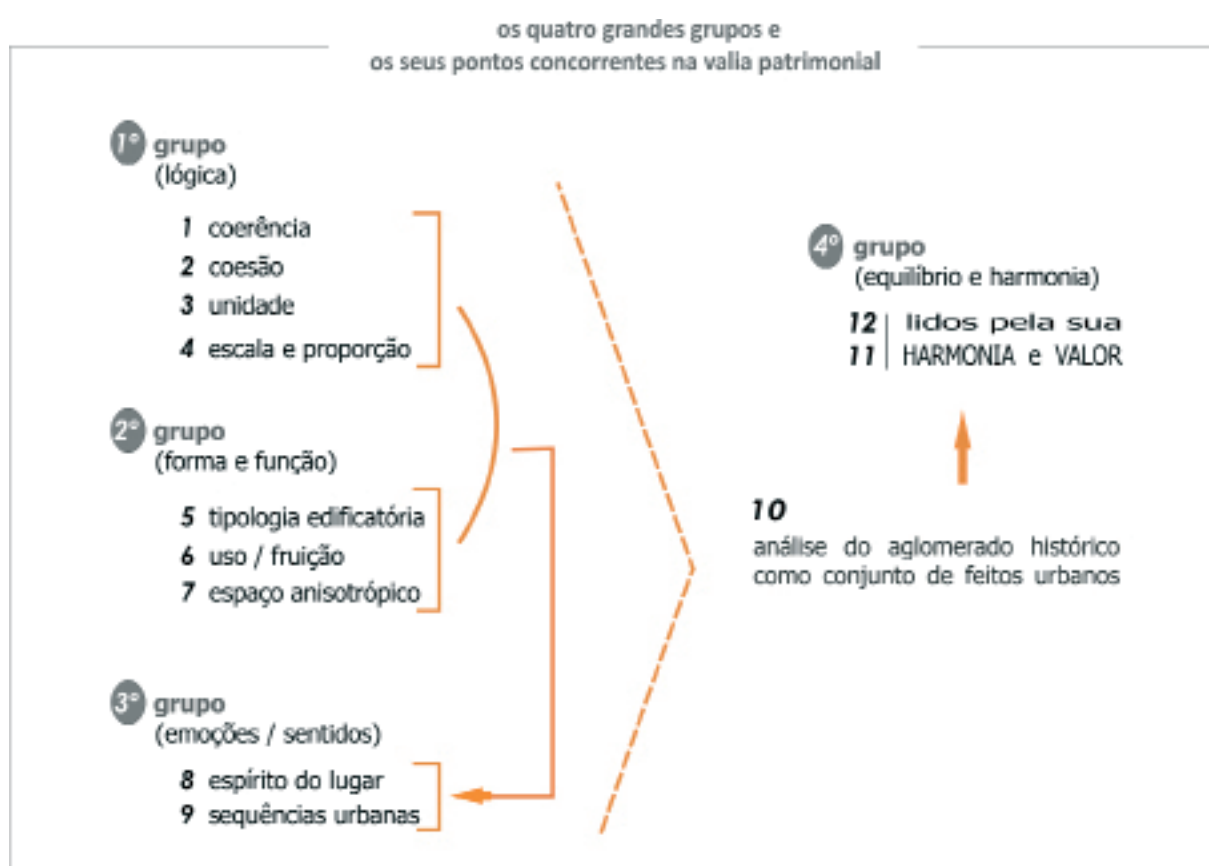 os quatro grandes grupos e
os seus pontos concorrentes na valia patrimonial
1º grupo
(lógica)
1 coerência
2 coesão
3 unidade
4 escala e proporção
2º grupo
(forma e função)
5 tipologia edificatória
6 uso / fruição
7 espaço anisotrópico
3º grupo
(emoções / sentidos)
8 espírito do lugar
9 sequências urbanas
4º grupo
(equilíbrio e harmonia)
12 lidos pela sua
11 HARMONIA e VALOR
10
análise do aglomerado histórico
como conjunto de feitos urbanos